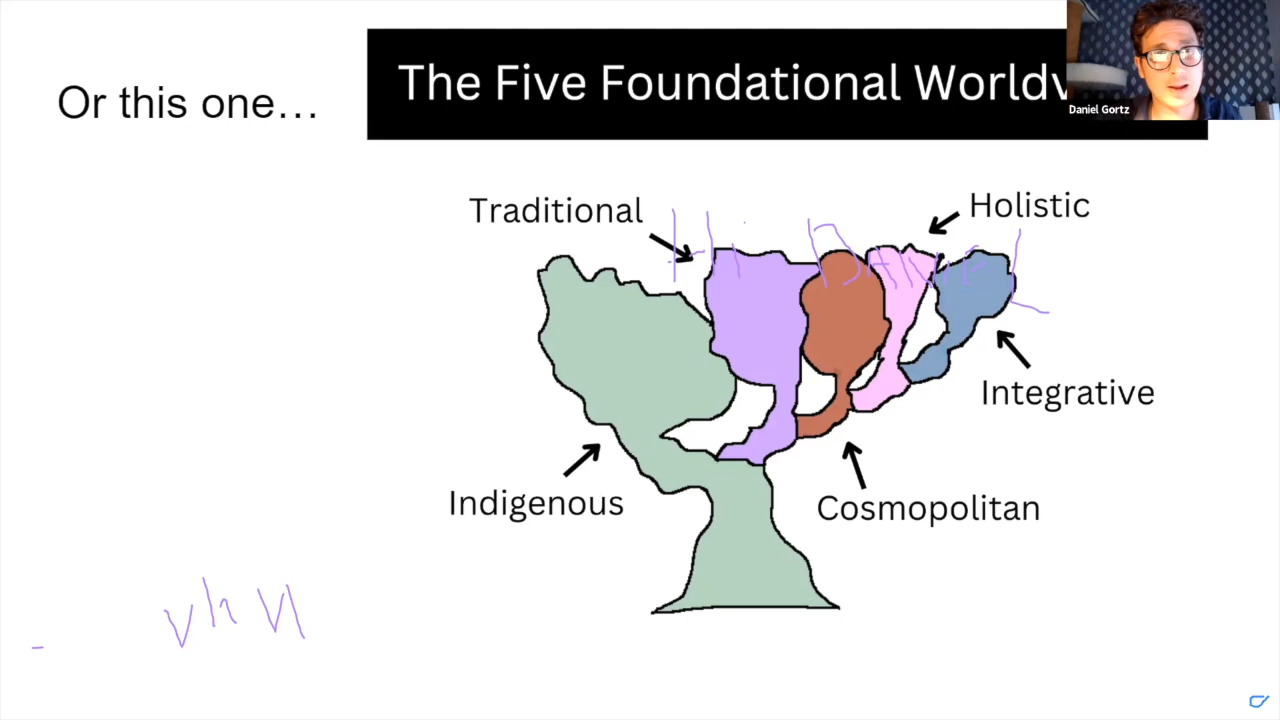 Or this one...
The Five Foundational Worldv
Daniel Gortz
Traditional
Holistic
Integrative
Indigenous
Cosmopolitan